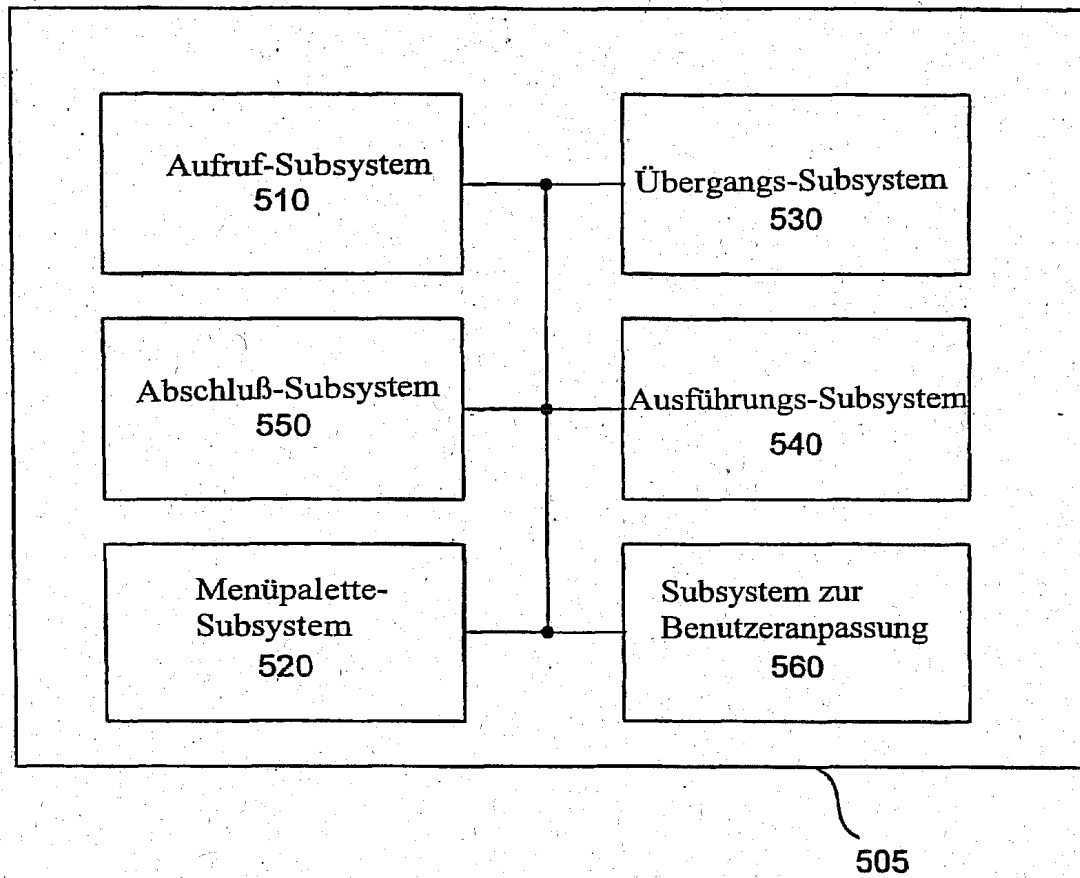 Aufruf-Subsystem
510
Übergangs-Subsystem
530
Abschluß-Subsystem
550
Ausführungs-Subsystem
540
Menüpalette-
Subsystem
520
Subsystem zur
Benutzeranpassung
560
505